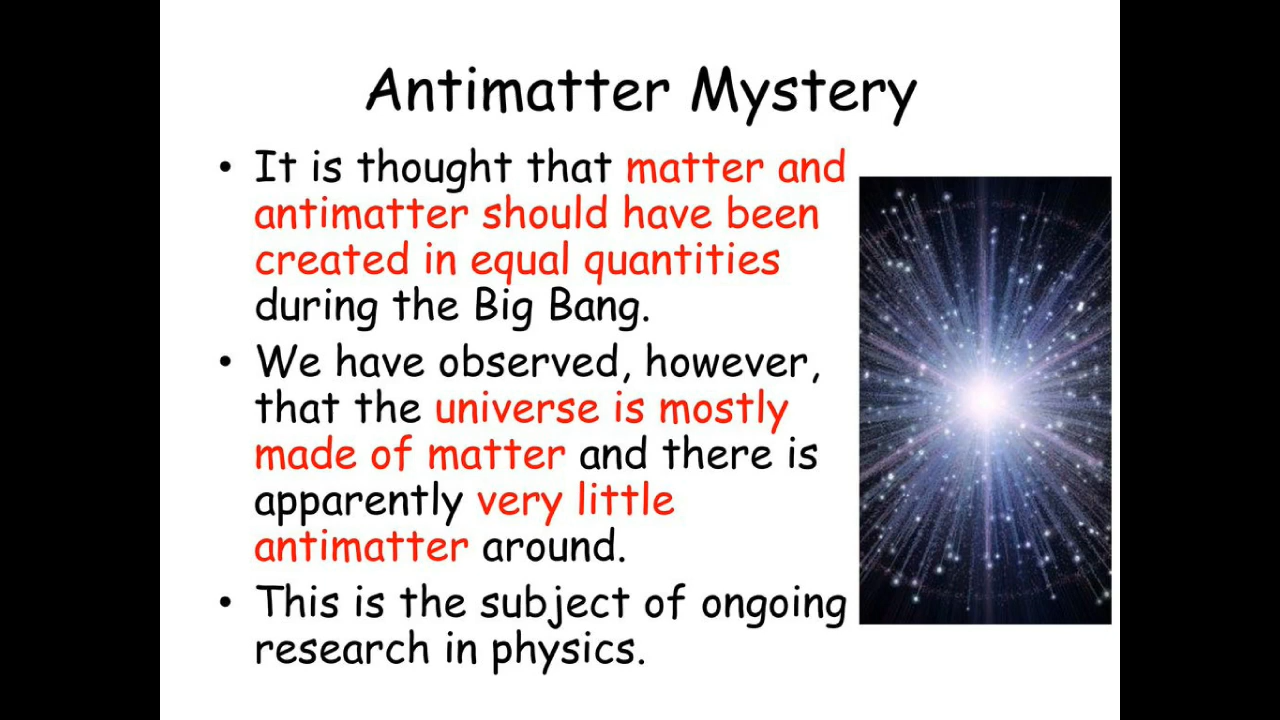 Antimatter Mystery
• It is thought that matter and
antimatter should have been
created in equal quantities
during the Big Bang.
• We have observed, however,
that the universe is mostly
made of matter and there is
apparently very little
antimatter around.
• This is the subject of ongoing
research in physics.